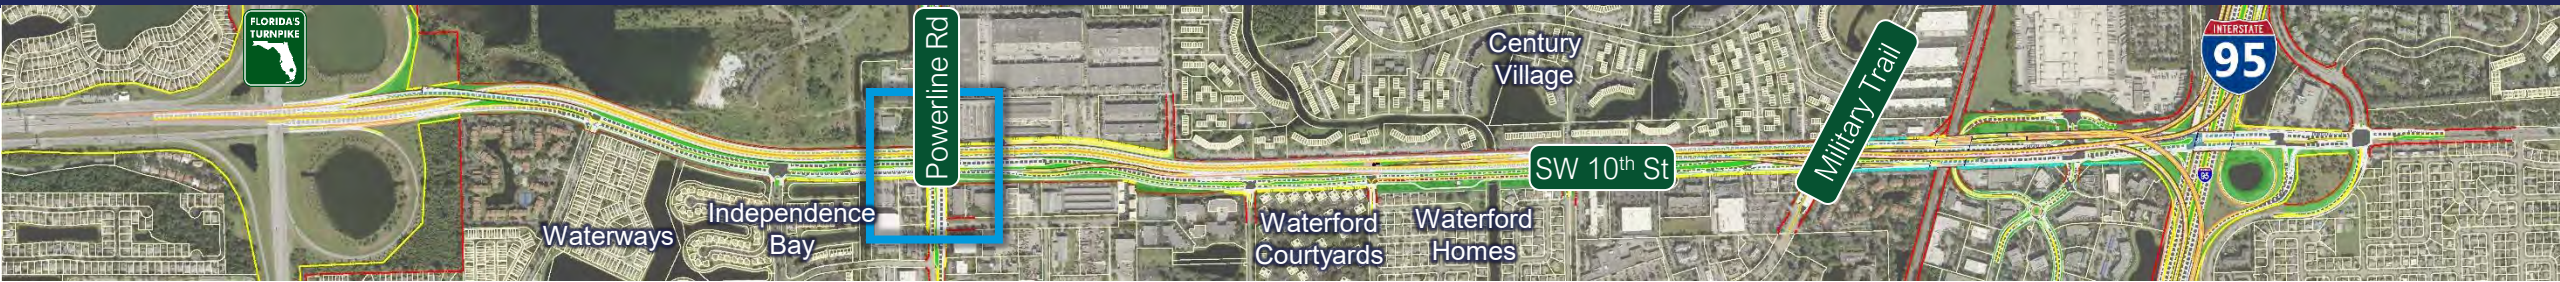 FLORIDA'S
TURNPIKE
Powerline Rd
Century
Village
Military Trail
INTERSTATE
95
SW 10th St
95
Waterways
Independence
Bay
Waterford
Courtyards
Waterford
Homes